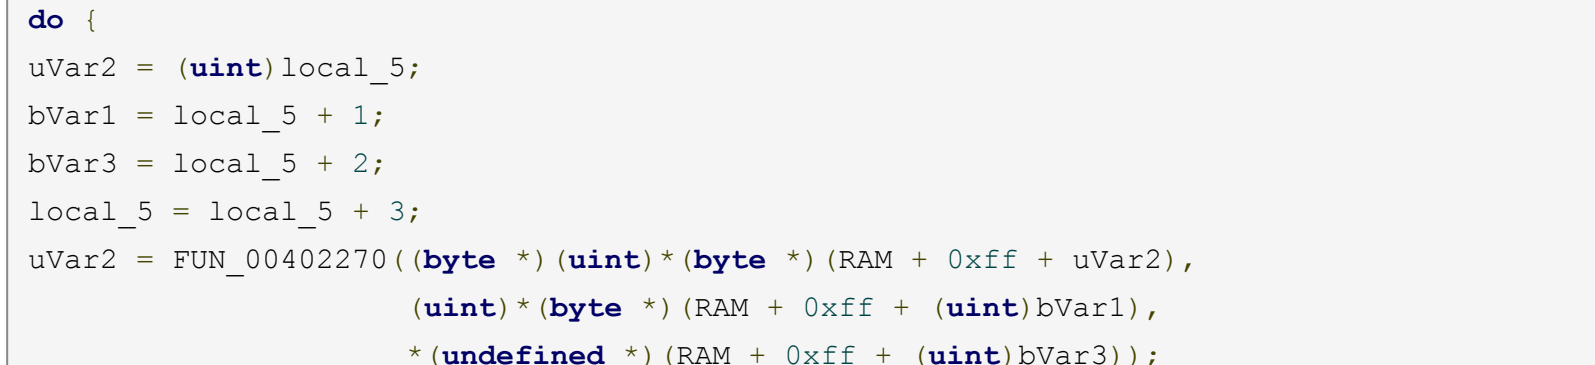 do {
uVar2 = (uint)local_5;
bVar1 = local_5 + 1;
bVar3 = local_5 + 2;
local_5 = local_5 + 3;
uVar2 = FUN_00402270((byte *)(uint)*(byte *)(RAM + 0xff + uVar2),
(uint)*(byte *)(RAM + 0xff + (uint)bVar1),
*(undefined *)(RAM + 0xff + (uint)bVar3));